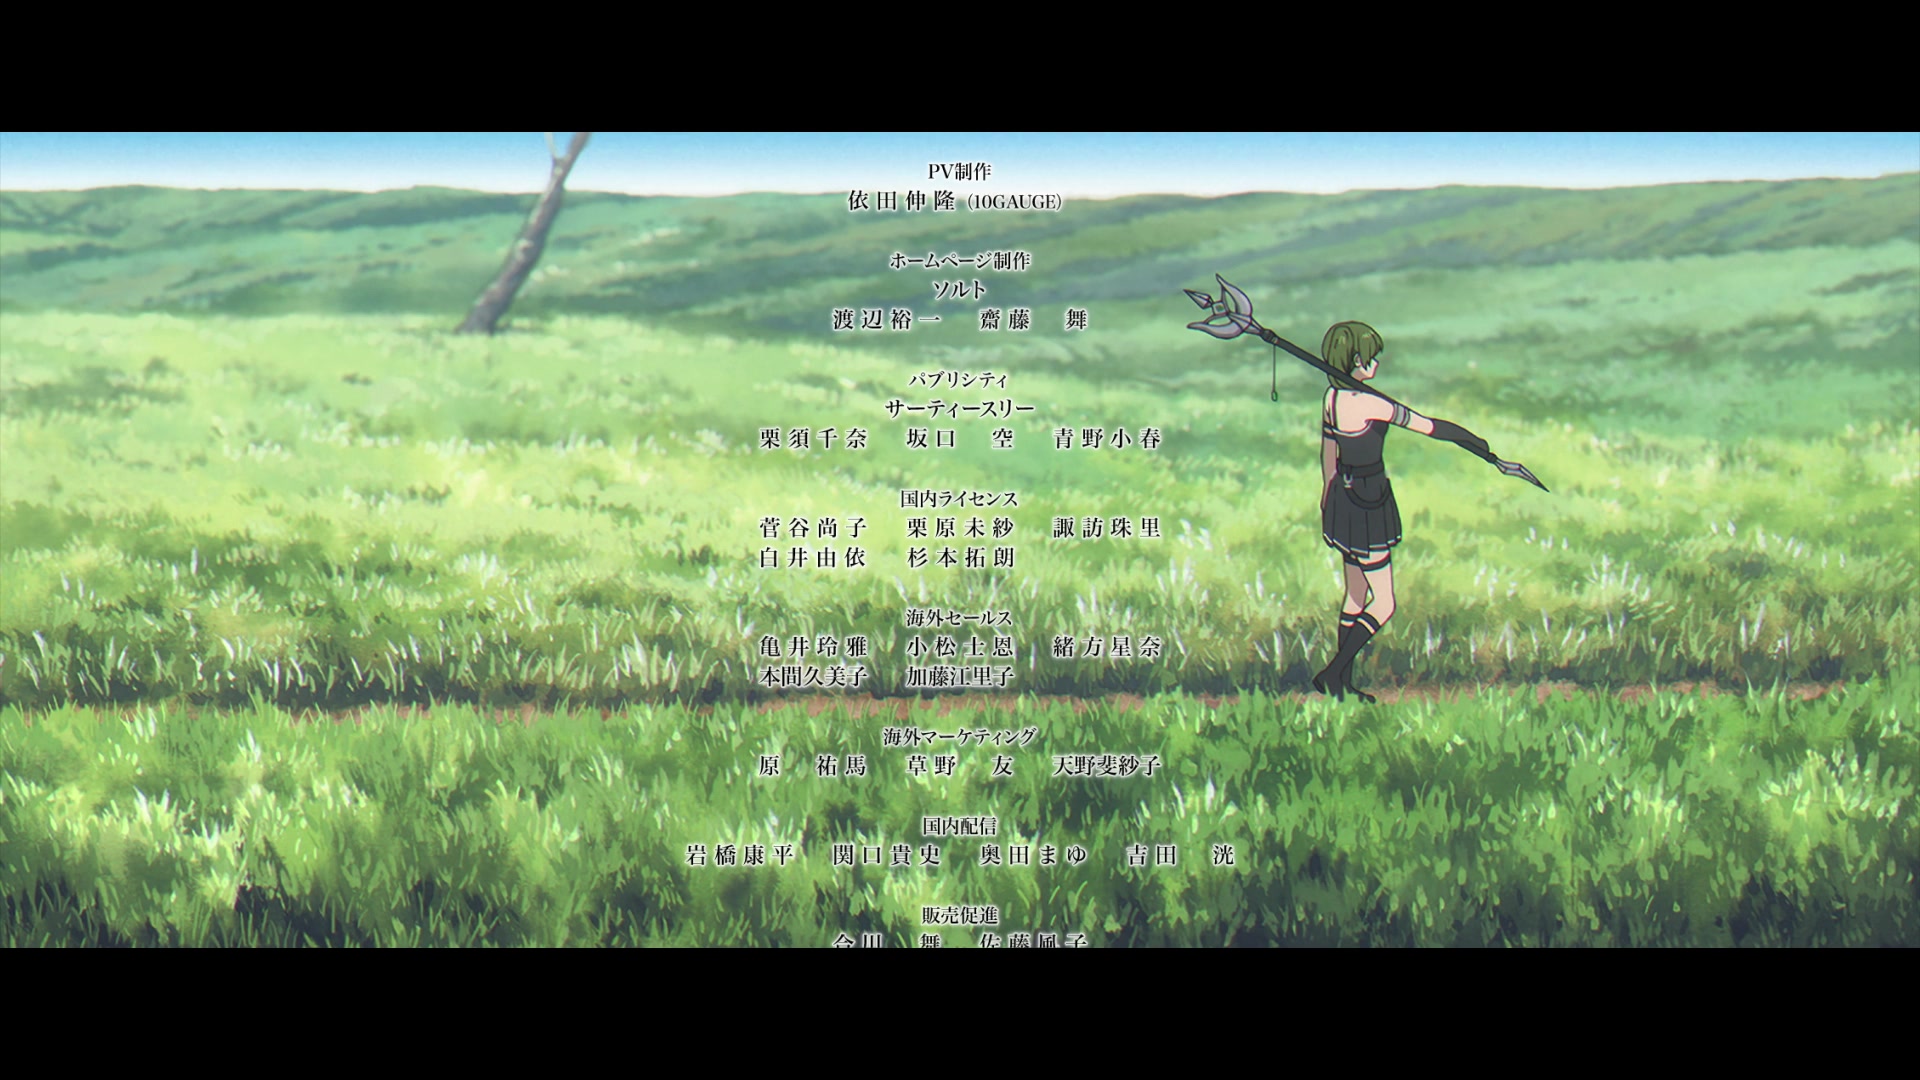 PV制作
依田伸隆 (10GAUGE)
ホームページ制作
ソルト
渡辺裕一 齋藤 舞
パブリシティ
サーティースリー
栗須千奈 坂口 空 青野小春
国内ライセンス
菅谷尚子 栗原未紗 諏訪珠里
白井由依 杉本拓朗
海外セールス
亀井玲雅 小松士恩 緒方星奈
本間久美子 加藤江里子
海外マーケティング
原 祐馬 草野 友 天野斐紗子
国内配信
岩橋康平 関口貴史 奥田まゆ 吉田 洸
販売促進
舞 佐藤風子